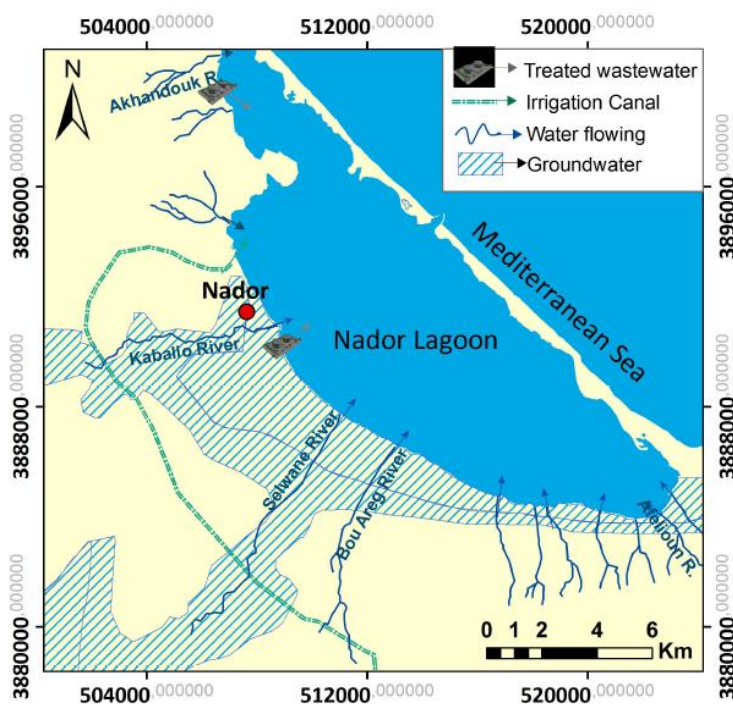 504000,000000 512000,000000 520000,000000
N
Akhandouk R.
Treated wastewater
Irrigation Canal
Water flowing
Groundwater
3896000,000000
3896000,000000
Mediterranean Sea
Nador
Nador Lagoon
Kaballo River
3888000,000000
3888000,000000
Selwane River
Bou Areg River
Afelioun R.
3880000,000000
3880000,000000
0 1 2 4 6
Km
504000,000000 512000,000000 520000,000000